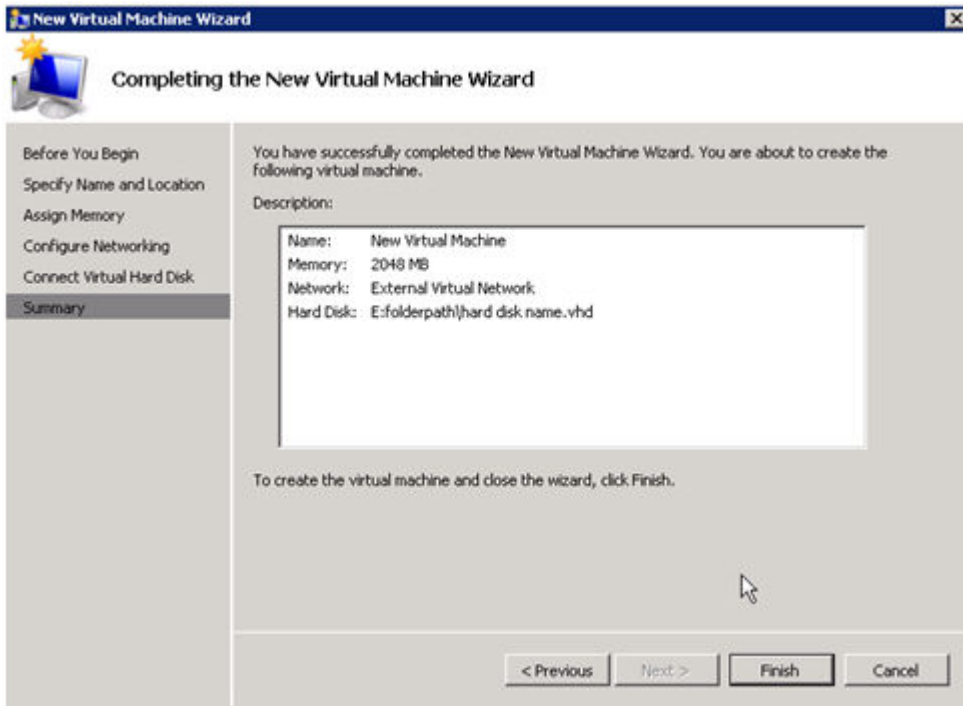 New Virtual Machine Wizard
Completing the New Virtual Machine Wizard
Before You Begin
Specify Name and Location
Assign Memory
Configure Networking
Connect Virtual Hard Disk
Summary
You have successfully completed the New Virtual Machine Wizard. You are about to create the
following virtual machine.
Description:
Name: New Virtual Machine
Memory: 2048 MB
Network: External Virtual Network
Hard Disk: E:folderpath\hard disk name.vhd
To create the virtual machine and close the wizard, click Finish.
< Previous Next > Finish Cancel